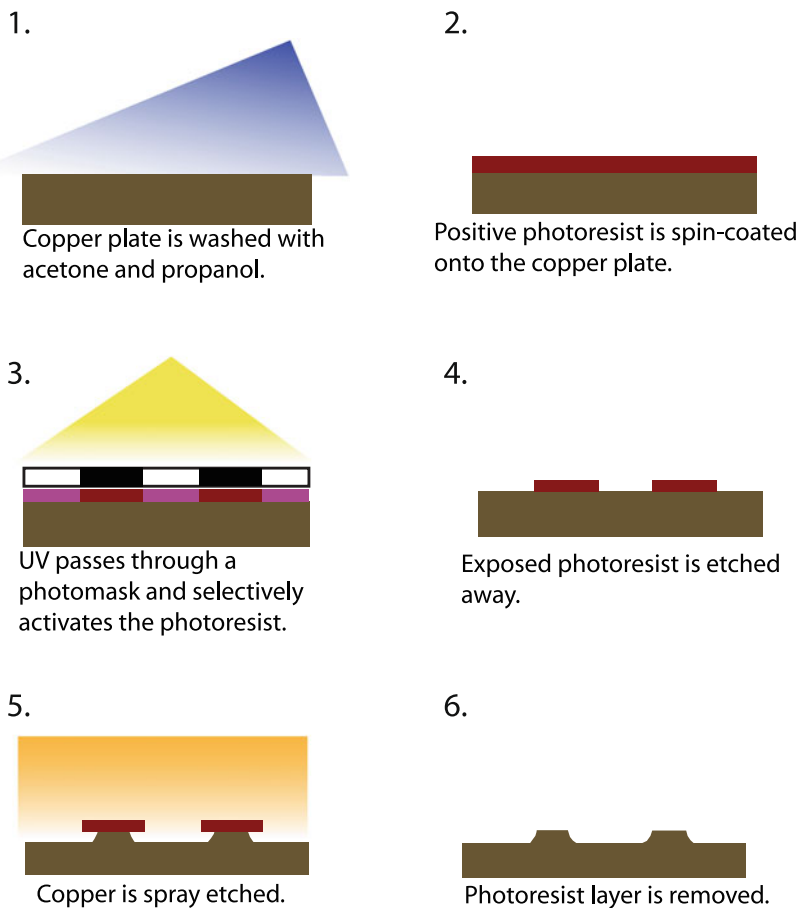 1.
Copper plate is washed with
acetone and propanol.
2.
Positive photoresist is spin-coated
onto the copper plate.
3.
UV passes through a
photomask and selectively
activates the photoresist.
4.
Exposed photoresist is etched
away.
5.
Copper is spray etched.
6.
Photoresist layer is removed.